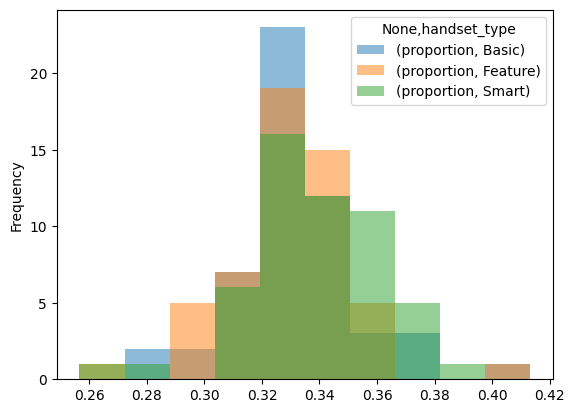 None,handset_type
(proportion, Basic)
(proportion, Feature)
(proportion, Smart)
Frequency
20
15
10
5
0
0.26 0.28 0.30 0.32 0.34 0.36 0.38 0.40 0.42